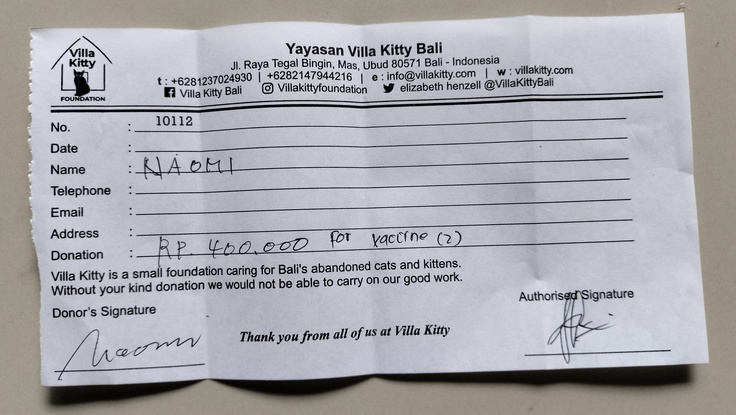 Villa
Kitty
FOUNDATION
Yayasan Villa Kitty Bali
Jl. Raya Tegal Bingin, Mas, Ubud 80571 Bali - Indonesia
t : +6281237024930 | +6282147944216 | e : info@villakitty.com | w : villakitty.com
Villa Kitty Bali Villakittyfoundation elizabeth henzell @VillaKittyBali
No. : 10112
Date :
Name : NAOMI
Telephone :
Email :
Address :
Donation : RP. 400.000 for vaccine (2)
Villa Kitty is a small foundation caring for Bali's abandoned cats and kittens.
Without your kind donation we would not be able to carry on our good work.
Donor's Signature Authorised Signature
Naomi Thank you from all of us at Villa Kitty